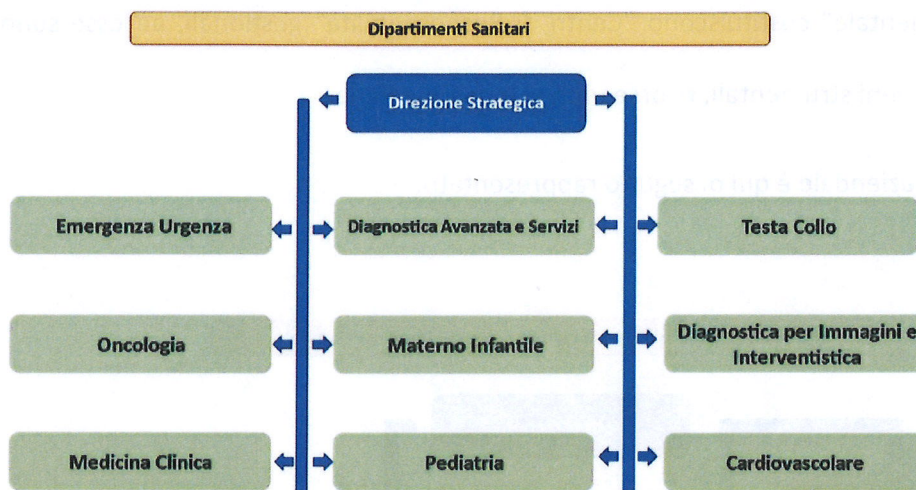 Dipartimenti Sanitari
Direzione Strategica
Emergenza Urgenza
Diagnostica Avanzata e Servizi
Testa Collo
Oncologia
Materno Infantile
Diagnostica per Immagini e
Interventistica
Medicina Clinica
Pediatria
Cardiovascolare